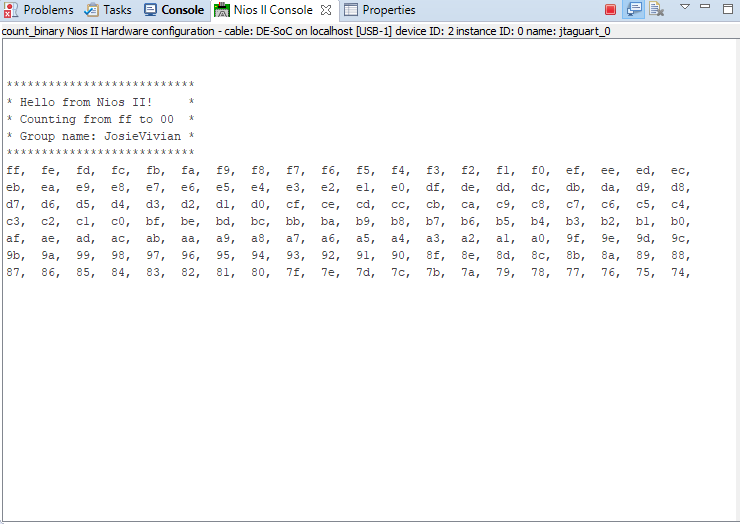 Problems Tasks Console Nios II Console Properties
count_binary Nios II Hardware configuration - cable: DE-SoC on localhost [USB-1] device ID: 2 instance ID: 0 name: jtaguart_0
***************************
* Hello from Nios II!     *
* Counting from ff to 00  *
* Group name: JosieVivian *
***************************
ff,  fe,  fd,  fc,  fb,  fa,  f9,  f8,  f7,  f6,  f5,  f4,  f3,  f2,  f1,  f0,  ef,  ee,  ed,  ec,
eb,  ea,  e9,  e8,  e7,  e6,  e5,  e4,  e3,  e2,  e1,  e0,  df,  de,  dd,  dc,  db,  da,  d9,  d8,
d7,  d6,  d5,  d4,  d3,  d2,  d1,  d0,  cf,  ce,  cd,  cc,  cb,  ca,  c9,  c8,  c7,  c6,  c5,  c4,
c3,  c2,  c1,  c0,  bf,  be,  bd,  bc,  bb,  ba,  b9,  b8,  b7,  b6,  b5,  b4,  b3,  b2,  b1,  b0,
af,  ae,  ad,  ac,  ab,  aa,  a9,  a8,  a7,  a6,  a5,  a4,  a3,  a2,  a1,  a0,  9f,  9e,  9d,  9c,
9b,  9a,  99,  98,  97,  96,  95,  94,  93,  92,  91,  90,  8f,  8e,  8d,  8c,  8b,  8a,  89,  88,
87,  86,  85,  84,  83,  82,  81,  80,  7f,  7e,  7d,  7c,  7b,  7a,  79,  78,  77,  76,  75,  74,